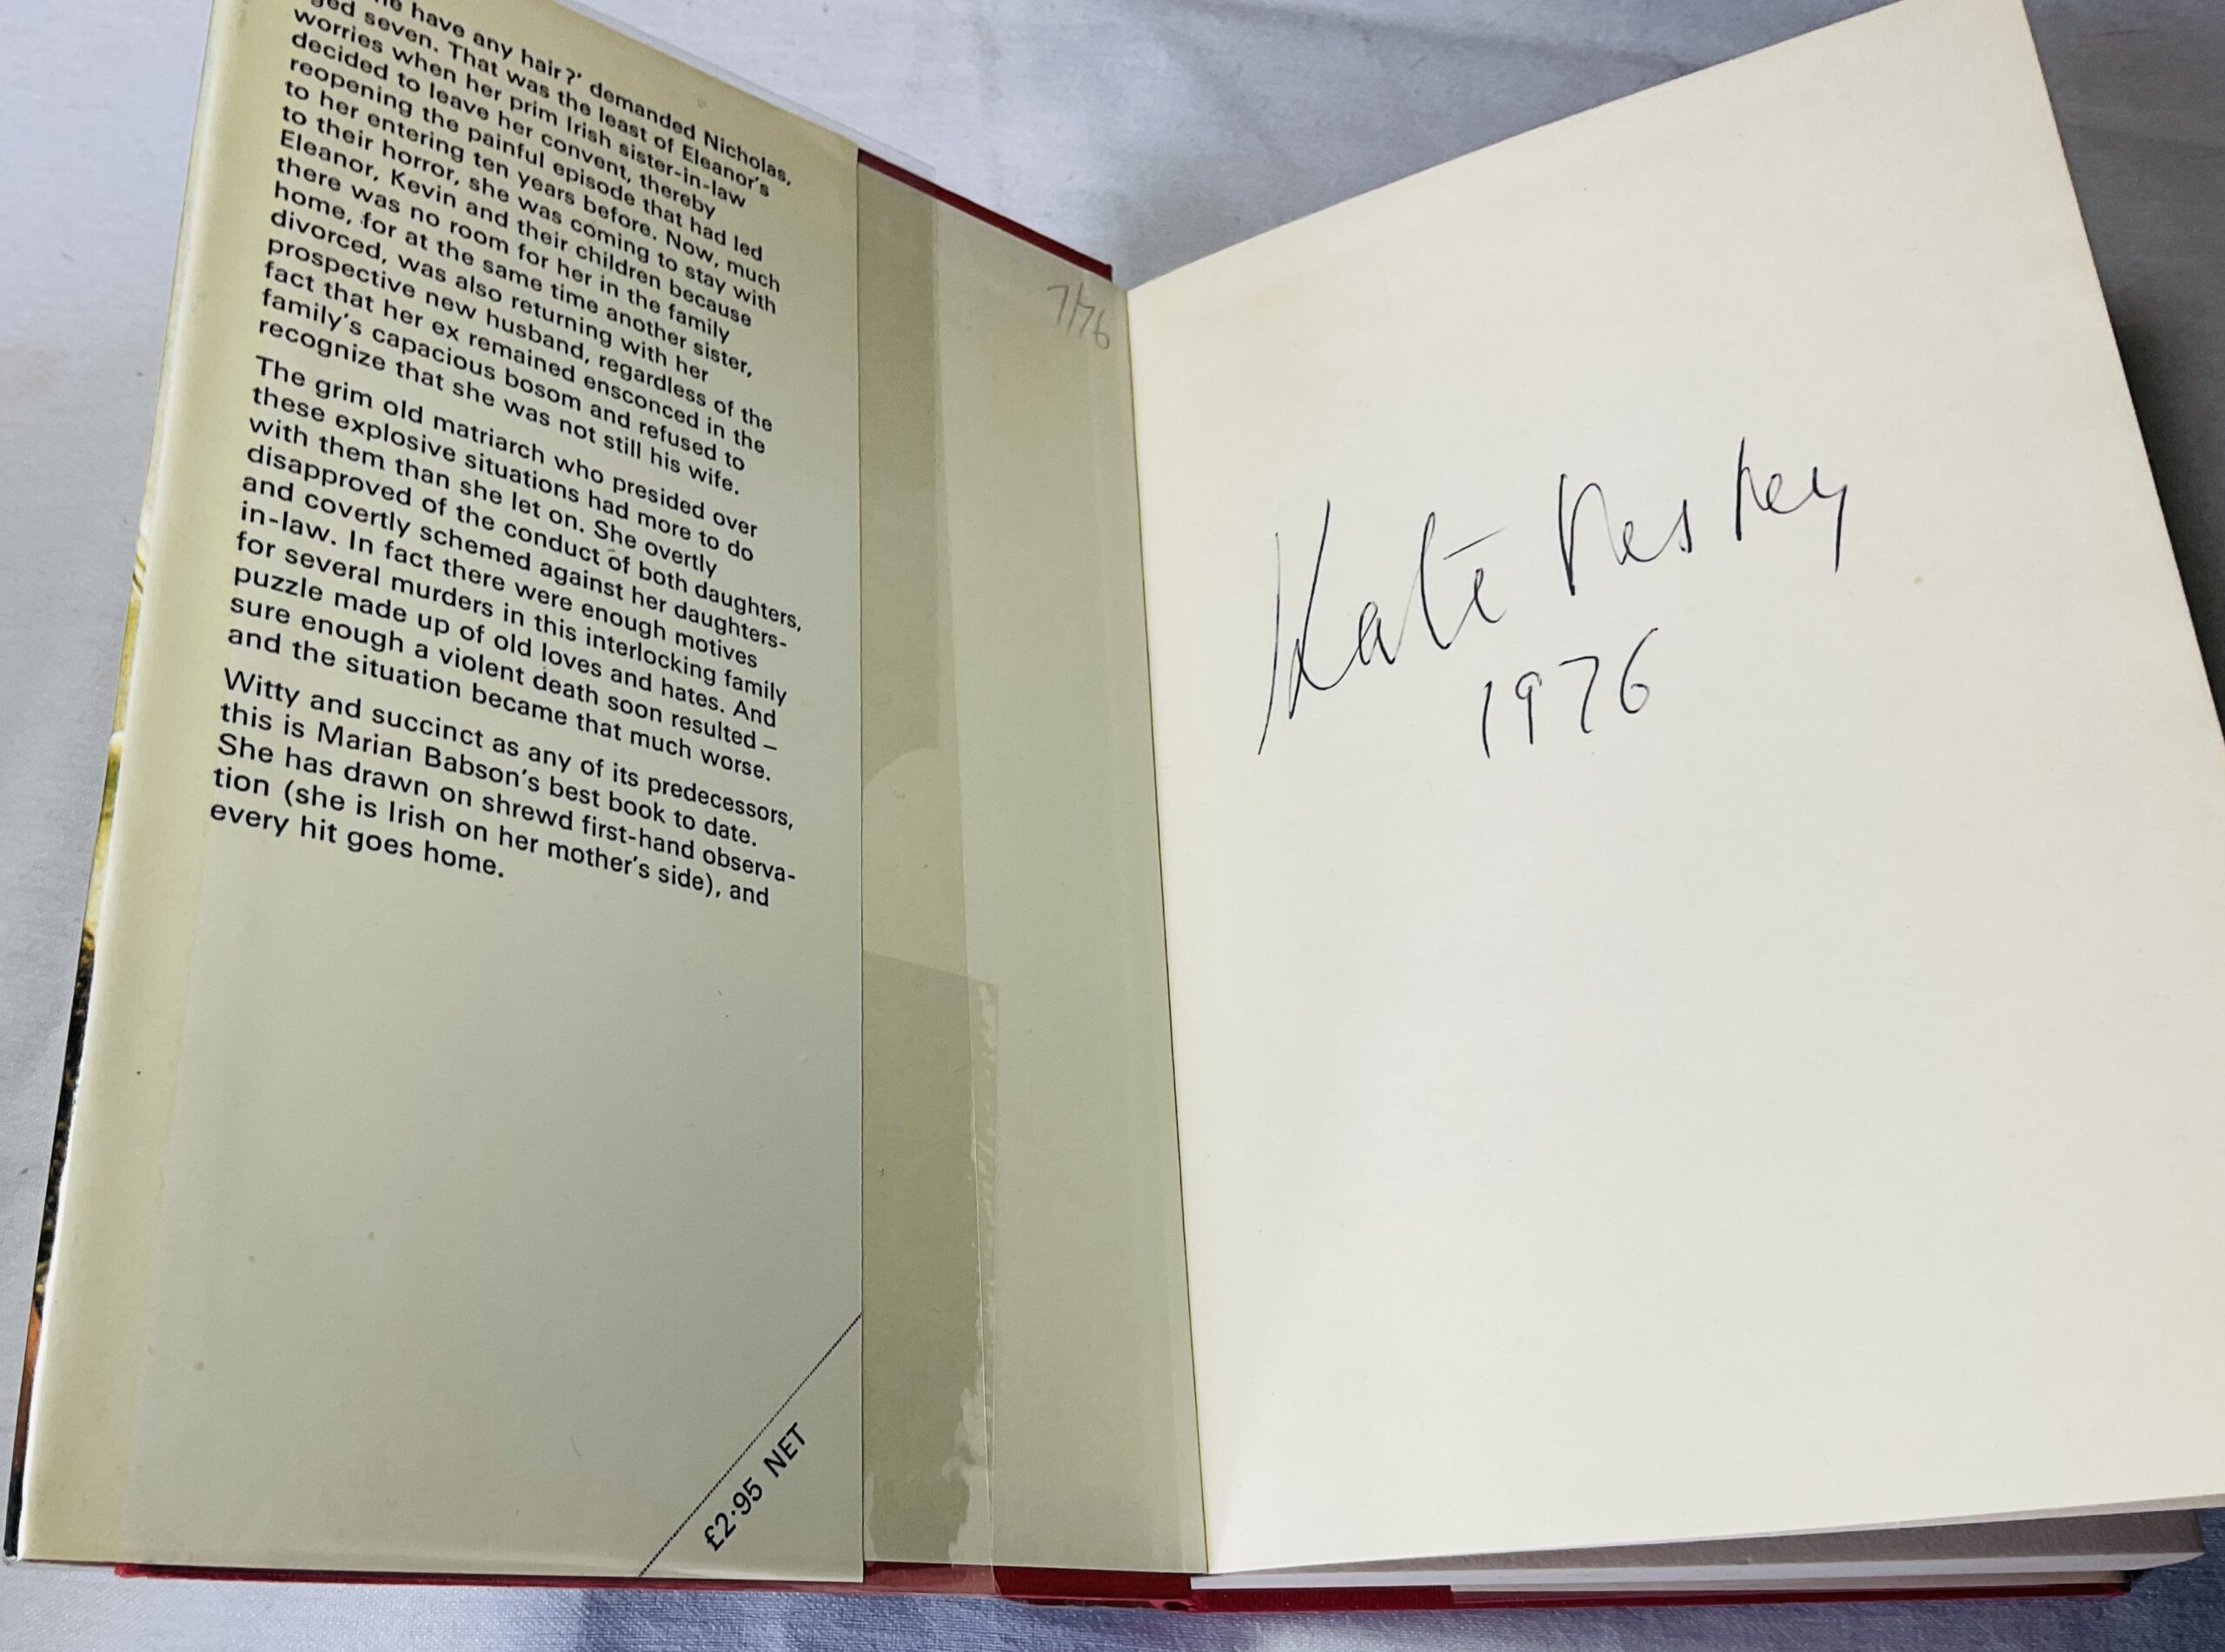 have any hair?' demanded Nicholas,
seven. That was the least of Eleanor's
worries when her prim Irish sister-in-law
decided to leave her convent, thereby
reopening the painful episode that had led
to her entering ten years before. Now, much
to their horror, she was coming to stay with
Eleanor, Kevin and their children because
there was no room for her in the family
home, for at the same time another sister,
divorced, was also returning with her
prospective new husband, regardless of the
fact that her ex remained ensconced in the
family's capacious bosom and refused to
recognize that she was not still his wife.
The grim old matriarch who presided over
these explosive situations had more to do
with them than she let on. She overtly
disapproved of the conduct of both daughters,
and covertly schemed against her daughters-
in-law. In fact there were enough motives
for several murders in this interlocking family
puzzle made up of old loves and hates. And
sure enough a violent death soon resulted –
and the situation became that much worse.
Witty and succinct as any of its predecessors,
this is Marian Babson's best book to date.
She has drawn on shrewd first-hand observa-
tion (she is Irish on her mother's side), and
every hit goes home.
£2·95 NET
7/76
Kate
1976